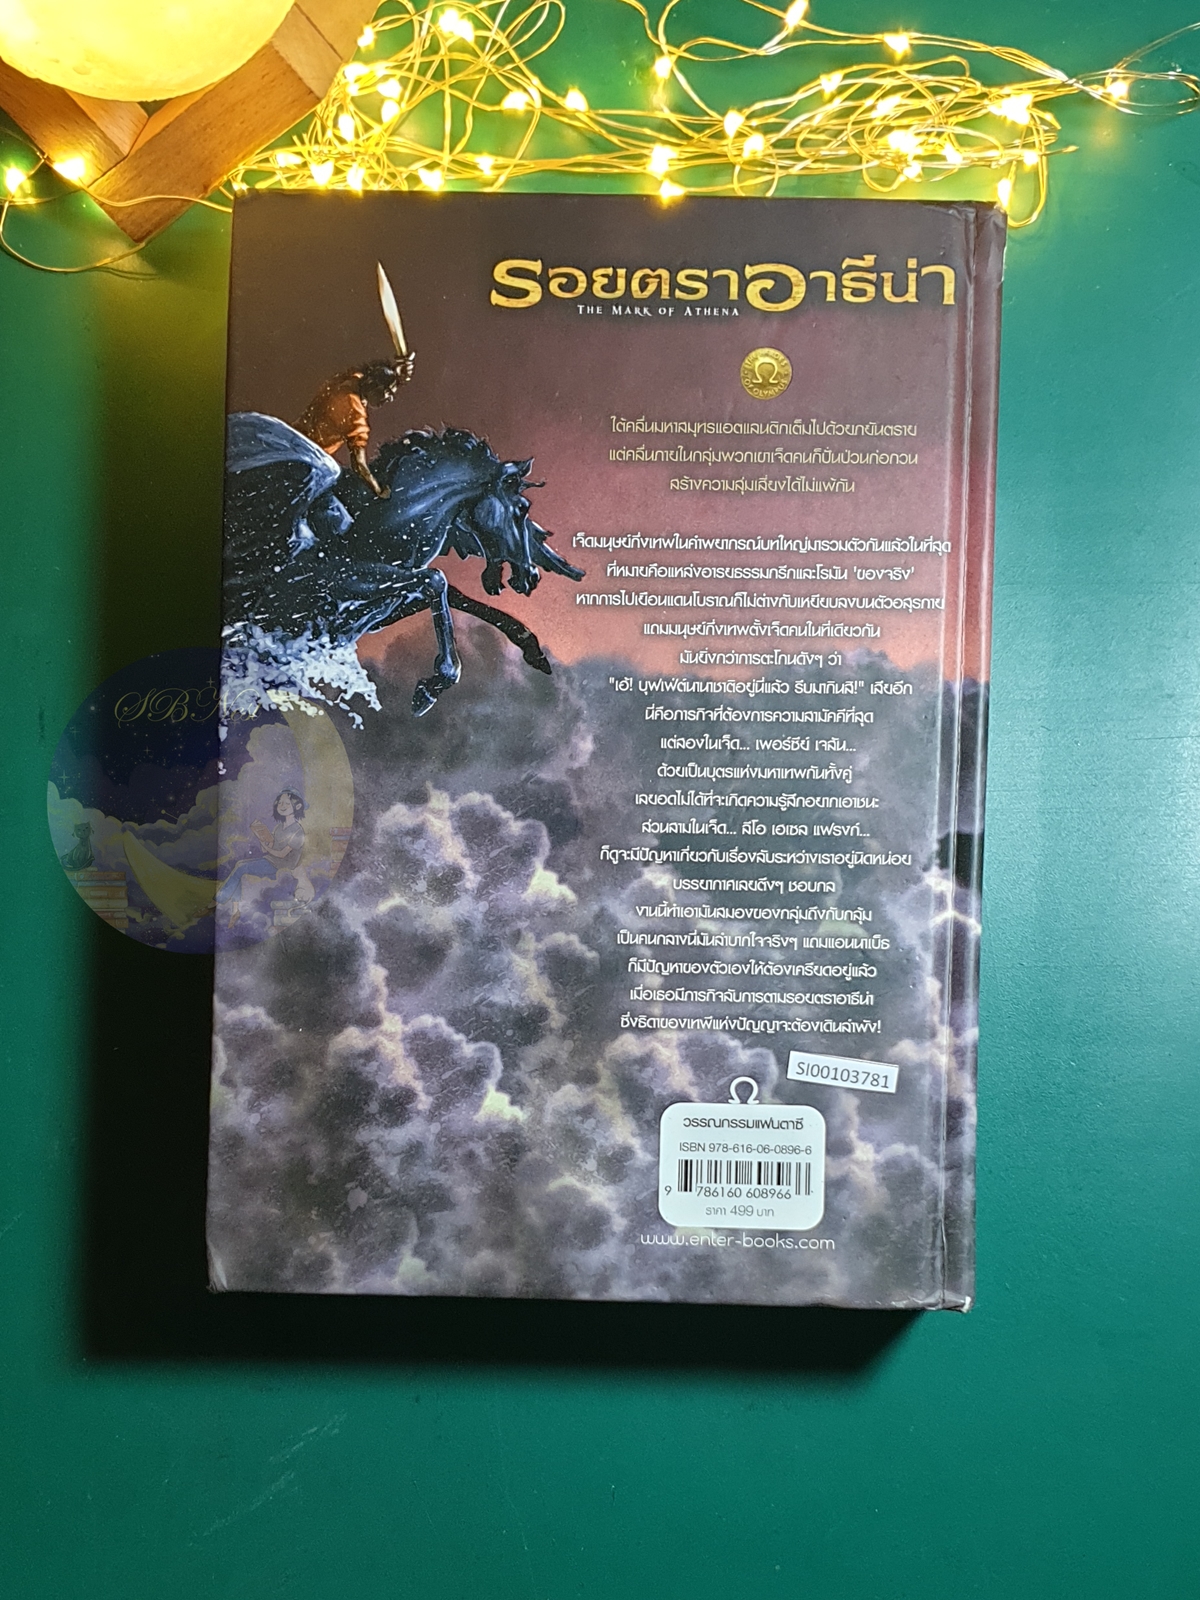 รอยตราอาธีน่า
THE MARK OF ATHENA
ใต้คลื่นมหาสมุทรแอตแลนติกเต็มไปด้วยภยันตราย
แต่คลื่นภายในกลุ่มพวกเขาเจ็ดคนก็ปั่นป่วนก่อกวน
สร้างความสุ่มเสี่ยงได้ไม่แพ้กัน
เจ็ดมนุษย์กึ่งเทพในคำพยากรณ์บทใหญ่มารวมตัวกันแล้วในที่สุด
ที่หมายคือแหล่งอารยธรรมกรีกและโรมัน 'ของจริง'
หากการไปเยือนแดนโบราณก็ไม่ต่างกับเหยียบลงบนตัวอสุรกาย
แถมมนุษย์กึ่งเทพตั้งเจ็ดคนในที่เดียวกัน
มันยิ่งกว่าการตะโกนดังๆ ว่า
"เฮ้! บุฟเฟ่ต์นานาชาติอยู่นี่แล้ว รีบมากินสิ!" เสียอีก
นี่คือภารกิจที่ต้องการความสามัคคีที่สุด
แต่สองในเจ็ด... เพอร์ซีย์ เจสัน...
ด้วยเป็นบุตรแห่งมหาเทพกันทั้งคู่
เลยอดไม่ได้ที่จะเกิดความรู้สึกอยากเอาชนะ
ส่วนสามในเจ็ด... ลีโอ เฮเซล แฟรงก์...
ก็ดูจะมีปัญหาเกี่ยวกับเรื่องลับระหว่างเราอยู่นิดหน่อย
บรรยากาศเลยตึงๆ ชอบกล
งานนี้ทำเอามันสมองของกลุ่มถึงกับกลุ้ม
เป็นคนกลางนี่มันลำบากใจจริงๆ แถมแอนนาเบ็ธ
ก็มีปัญหาของตัวเองให้ต้องเครียดอยู่แล้ว
เมื่อเธอมีภารกิจลับการตามรอยตราอาธีน่า
ซึ่งธิดาของเทพีแห่งปัญญาจะต้องเดินลำพัง!
SI00103781
วรรณกรรมแฟนตาซี
ISBN 978-616-06-0896-6
9 786160 608966
ราคา 499 บาท
www.enter-books.com